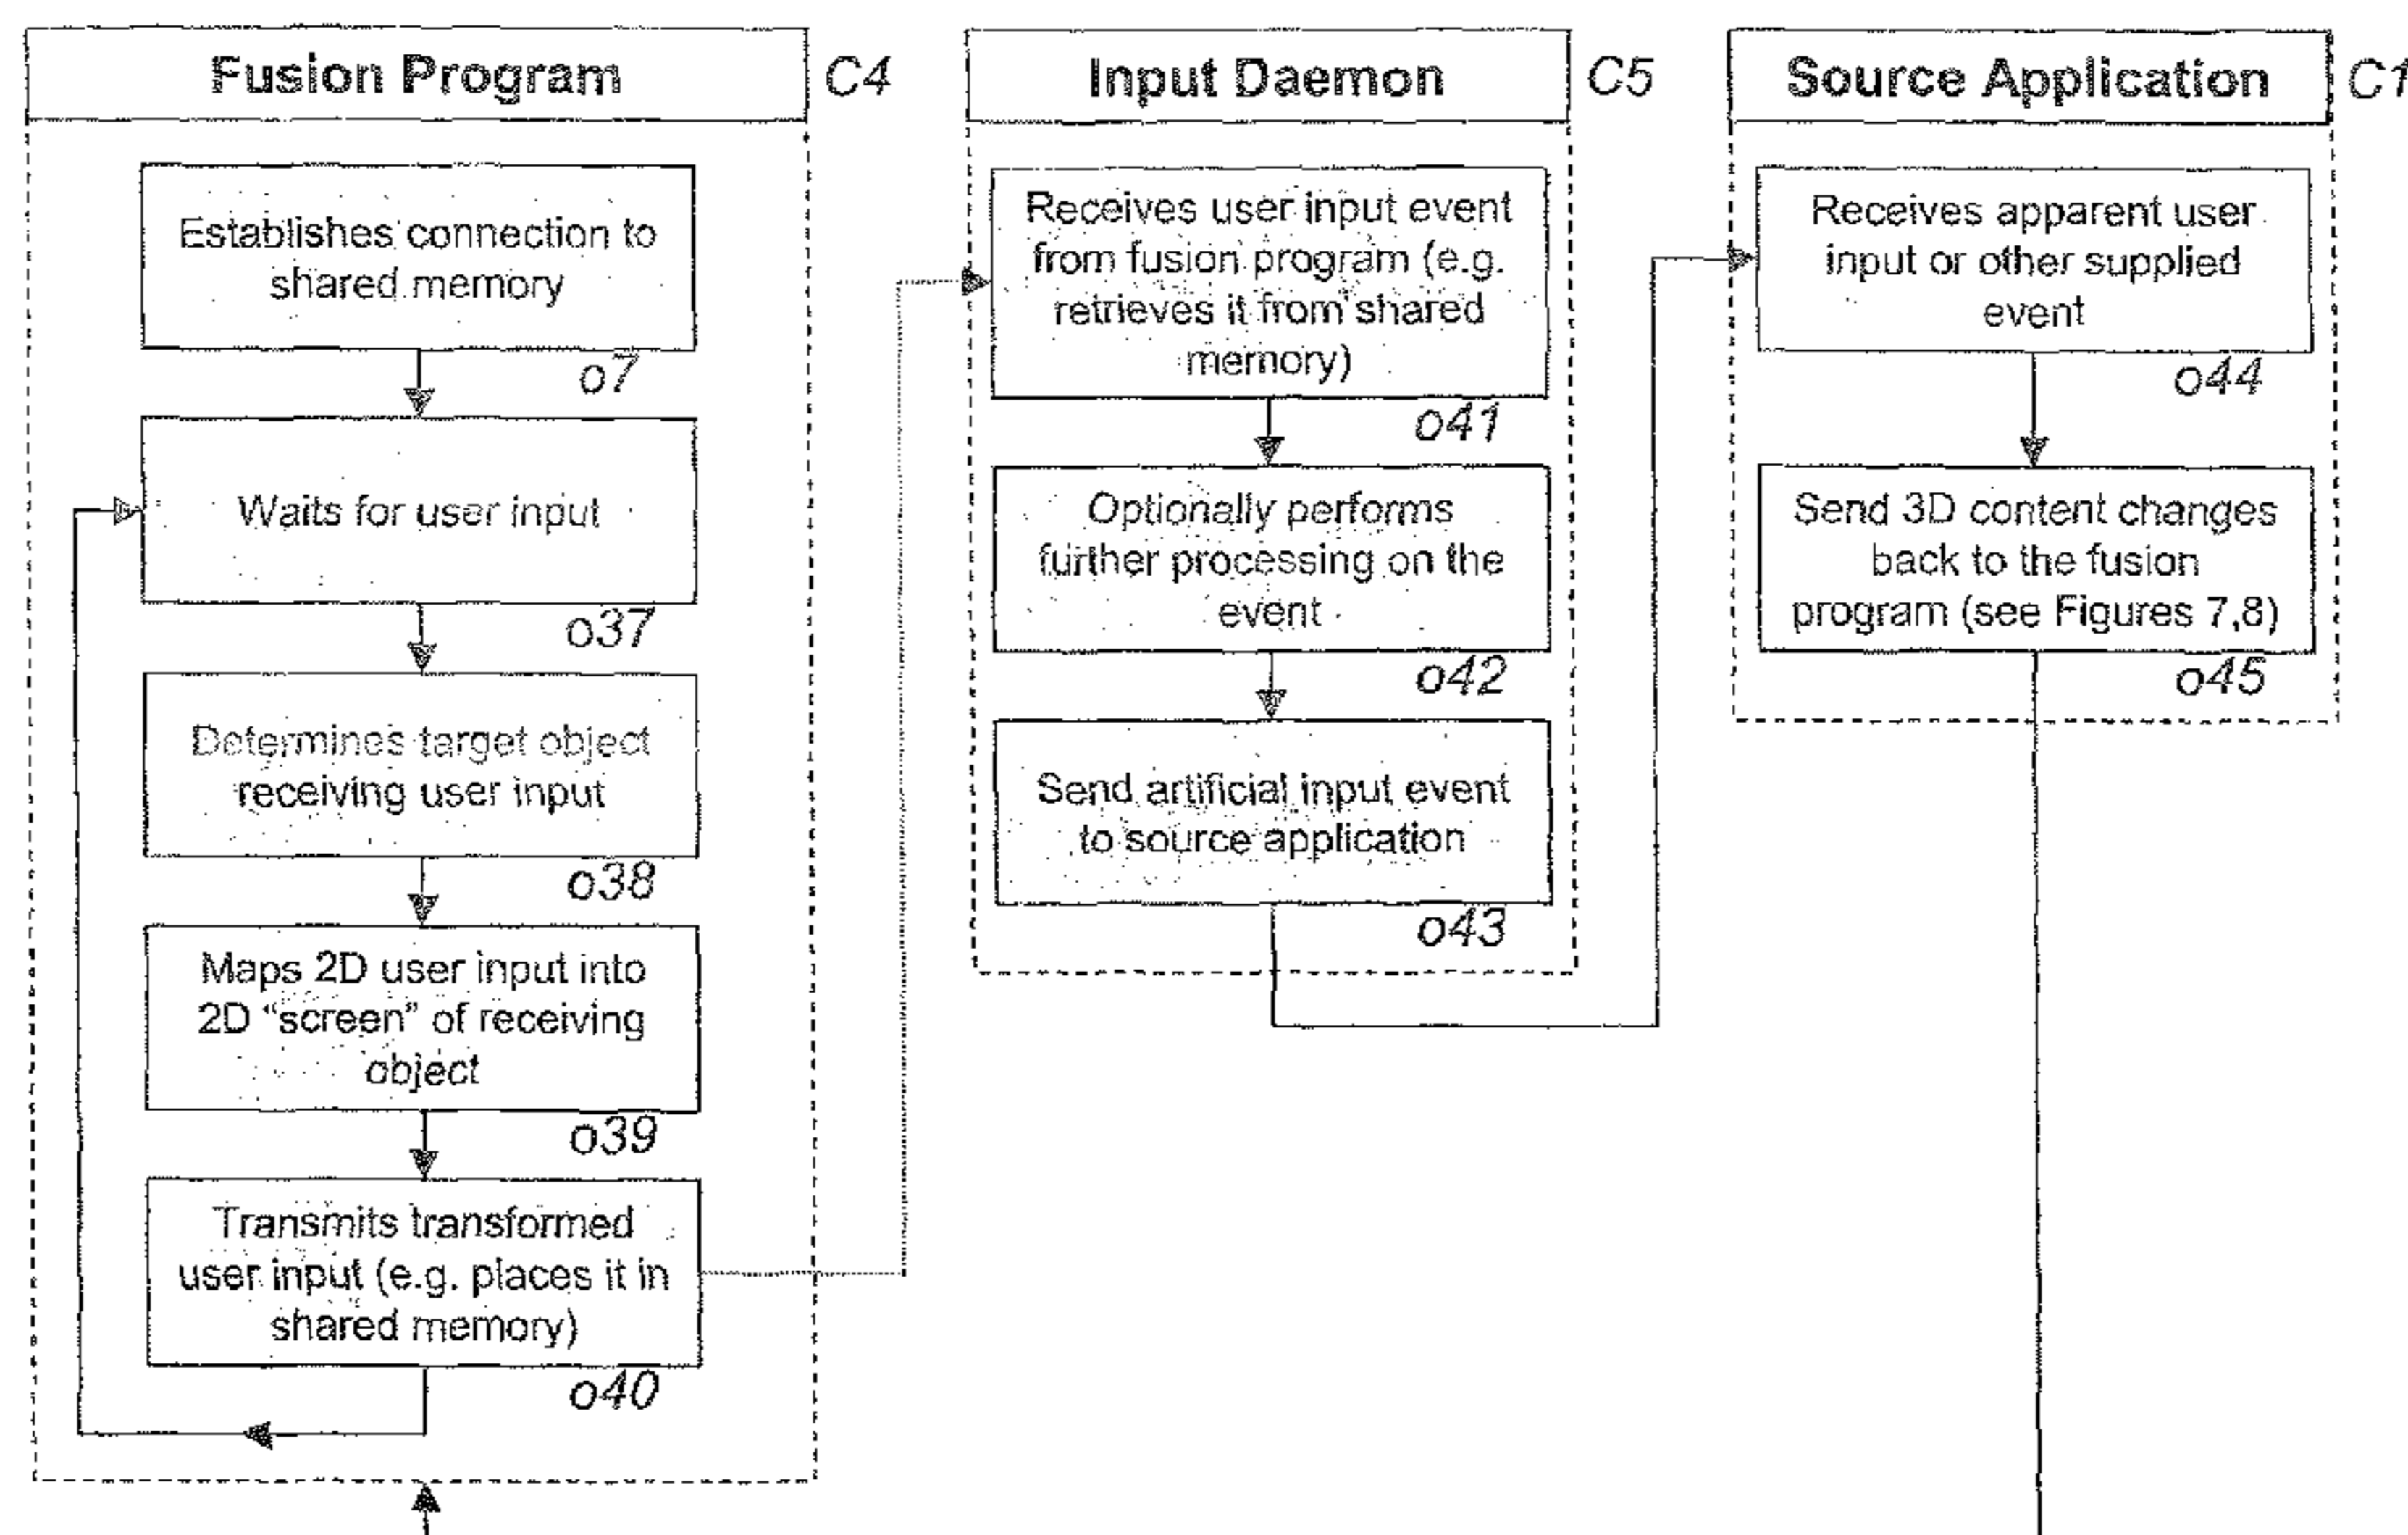 Fusion Program
C4
Establishes connection to
shared memory
o7
Waits for user input
o37
Determines target object
receiving user input
o38
Maps 2D user input into
2D “screen” of receiving
object
o39
Transmits transformed
user input (e.g. places it in
shared memory)
o40
Input Daemon
C5
Receives user input event
from fusion program (e.g.
retrieves it from shared
memory)
o41
Optionally performs
further processing on the
event
o42
Send artificial input event
to source application
o43
Source Application
C1
Receives apparent user
input or other supplied
event
o44
Send 3D content changes
back to the fusion
program (see Figures 7,8)
o45